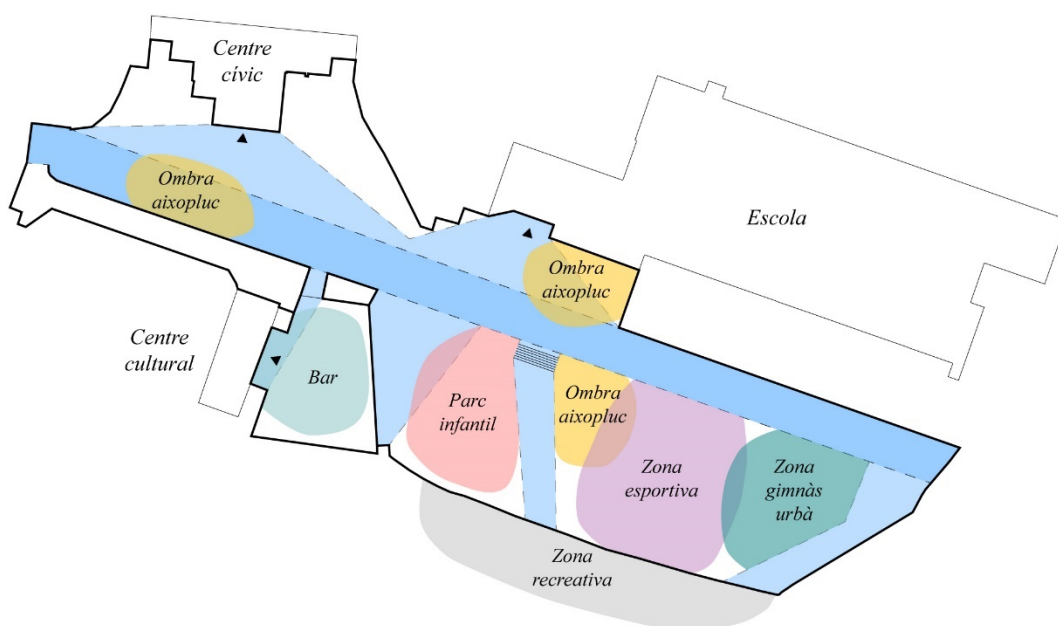 Centre
cívic
Ombra
aixopluc
Escola
Ombra
aixopluc
Centre
cultural
Bar
Parc
infantil
Ombra
aixopluc
Zona
esportiva
Zona
gimnàs
urbà
Zona
recreativa